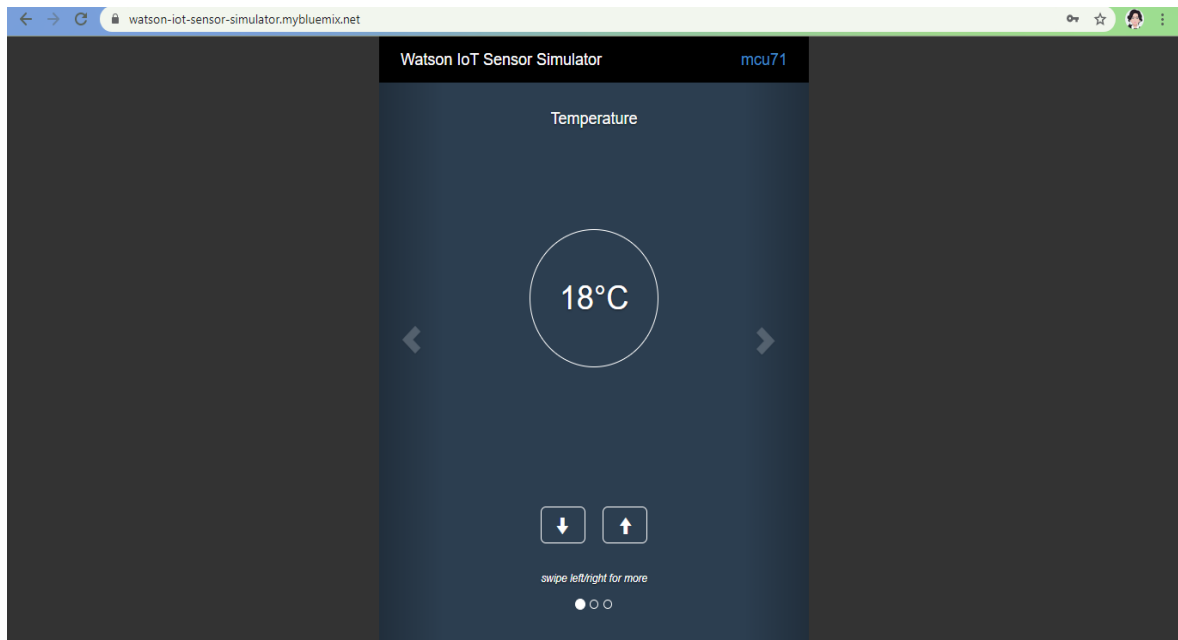 watson-iot-sensor-simulator.mybluemix.net
Watson IoT Sensor Simulator mcu71
Temperature
18°C
swipe left/right for more